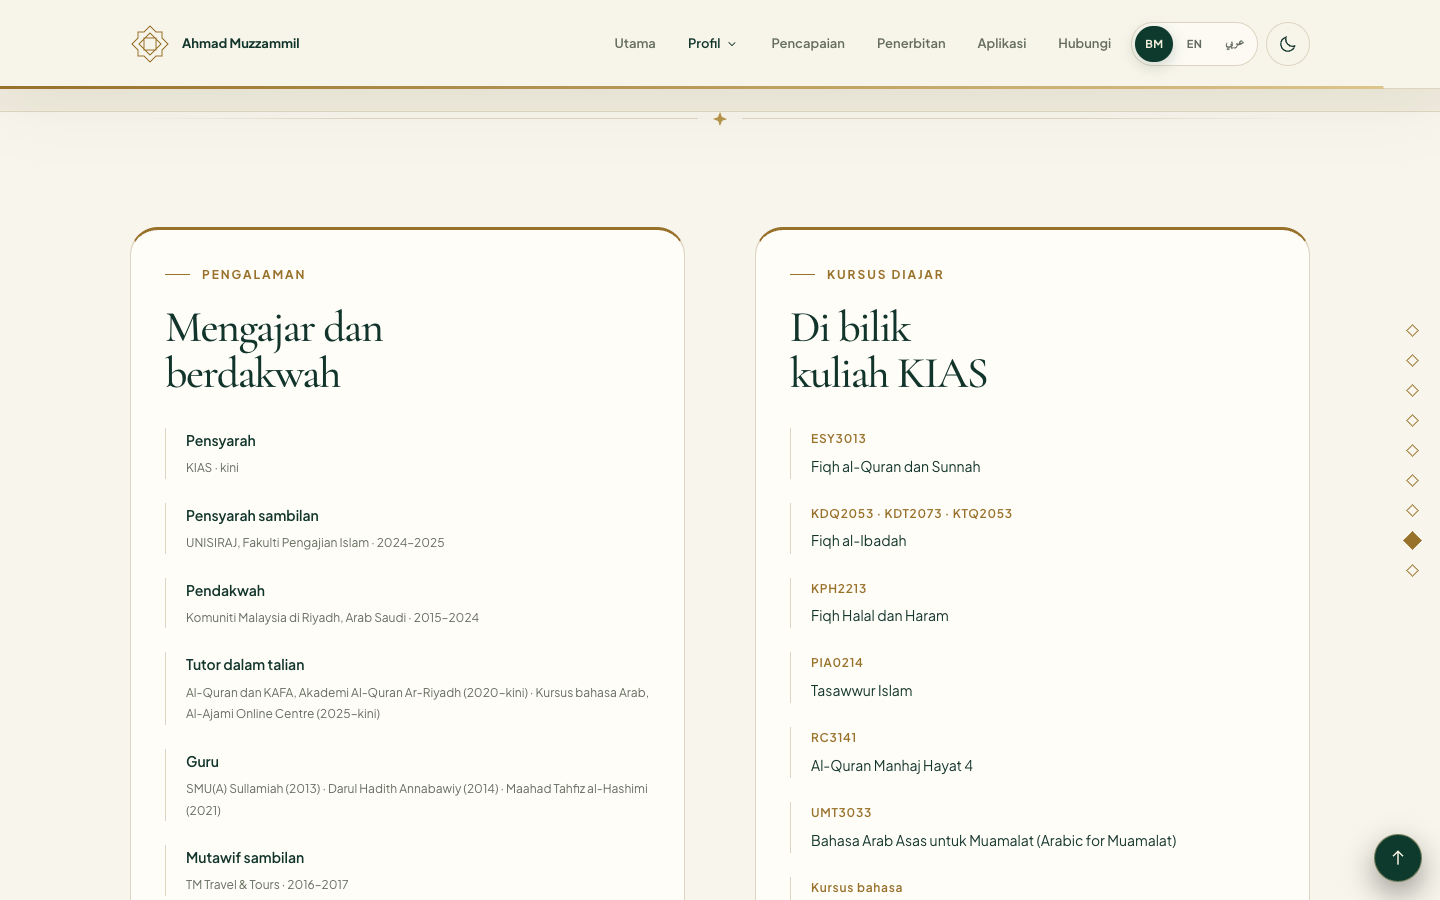 Ahmad Muzzammil
Utama
Profil
Pencapaian
Penerbitan
Aplikasi
Hubungi
BM
EN
عربي
PENGALAMAN
Mengajar dan
berdakwah
Pensyarah
KIAS · kini
Pensyarah sambilan
UNISIRAJ, Fakulti Pengajian Islam · 2024–2025
Pendakwah
Komuniti Malaysia di Riyadh, Arab Saudi · 2015–2024
Tutor dalam talian
Al-Quran dan KAFA, Akademi Al-Quran Ar-Riyadh (2020–kini) · Kursus bahasa Arab,
Al-Ajami Online Centre (2025–kini)
Guru
SMU(A) Sullamiah (2013) · Darul Hadith Annabawiy (2014) · Maahad Tahfiz al-Hashimi
(2021)
Mutawif sambilan
TM Travel & Tours · 2016–2017
KURSUS DIAJAR
Di bilik
kuliah KIAS
ESY3013
Fiqh al-Quran dan Sunnah
KDQ2053 · KDT2073 · KTQ2053
Fiqh al-Ibadah
KPH2213
Fiqh Halal dan Haram
PIA0214
Tasawwur Islam
RC3141
Al-Quran Manhaj Hayat 4
UMT3033
Bahasa Arab Asas untuk Muamalat (Arabic for Muamalat)
Kursus bahasa